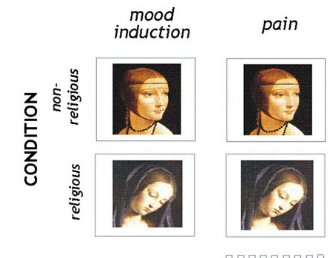 mood
induction
pain
CONDITION
non-
religious
religious